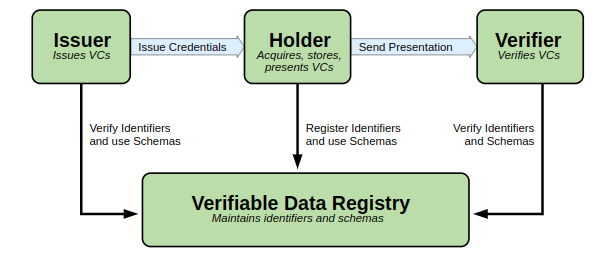 Issuer
Issues VCs
Issue Credentials
Holder
Acquires, stores,
presents VCs
Send Presentation
Verifier
Verifies VCs
Verify Identifiers
and use Schemas
Register Identifiers
and use Schemas
Verify Identifiers
and Schemas
Verifiable Data Registry
Maintains identifiers and schemas